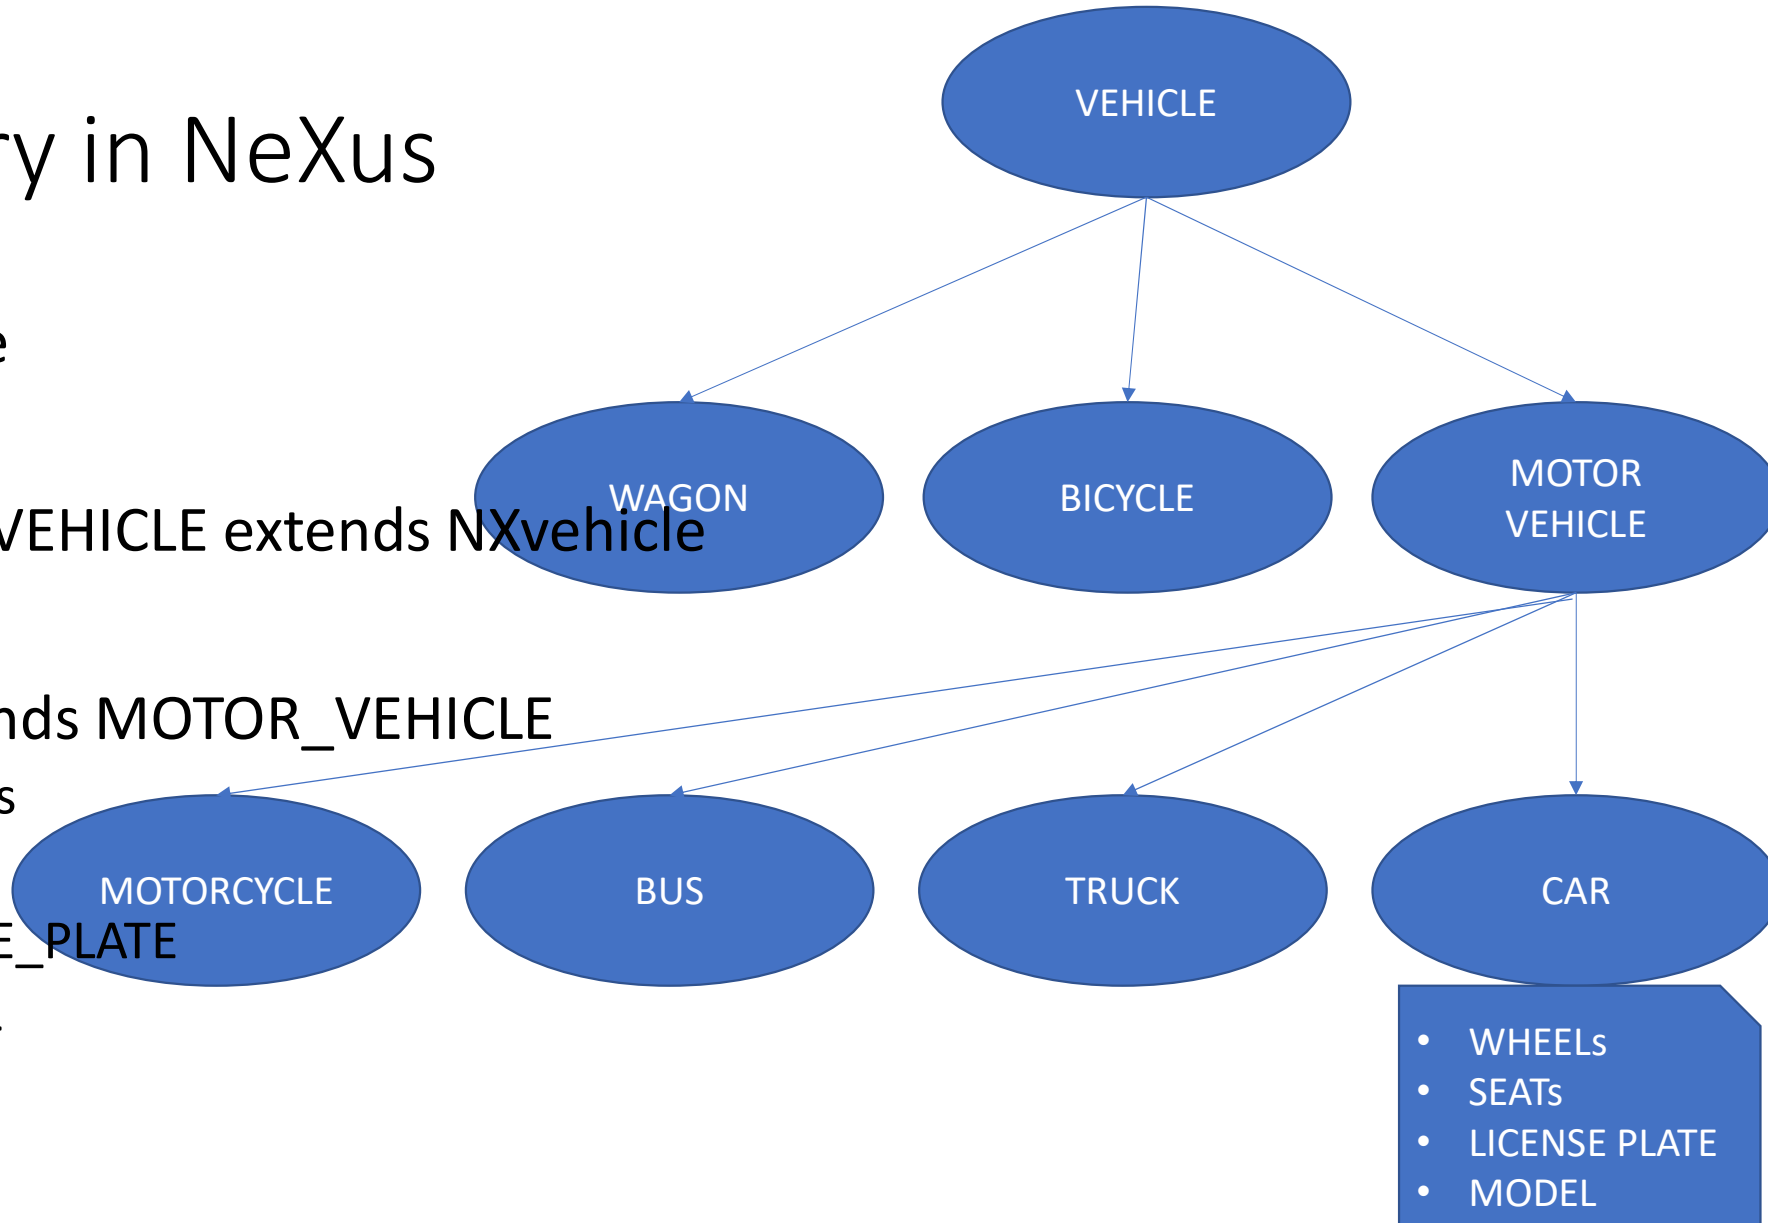 ry in NeXus
e
VEHICLE extends NXvehicle
nds MOTOR_VEHICLE
s
E_PLATE
VEHICLE
WAGON
BICYCLE
MOTOR
VEHICLE
MOTORCYCLE
BUS
TRUCK
CAR
• WHEELs
• SEATs
• LICENSE PLATE
• MODEL